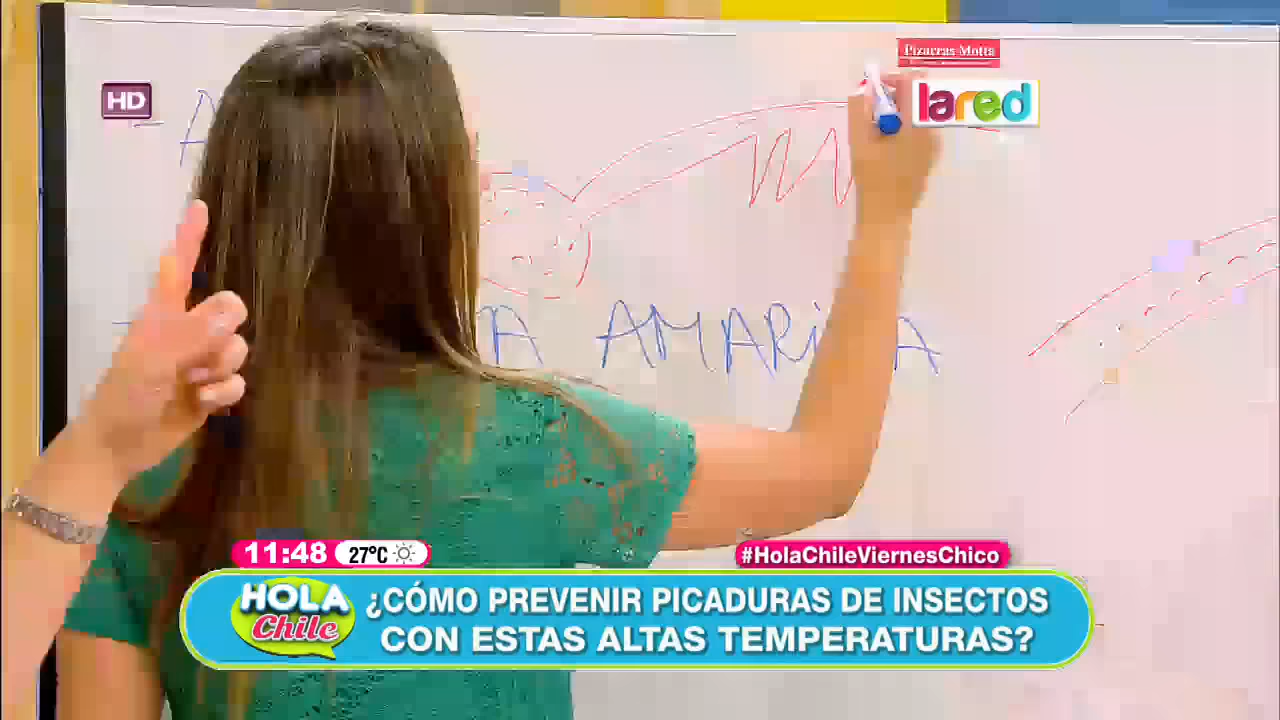 Pizarras Motta
HD
lared
11:48
27°C
#HolaChileViernesChico
HOLA
Chile
¿CÓMO PREVENIR PICADURAS DE INSECTOS
CON ESTAS ALTAS TEMPERATURAS?